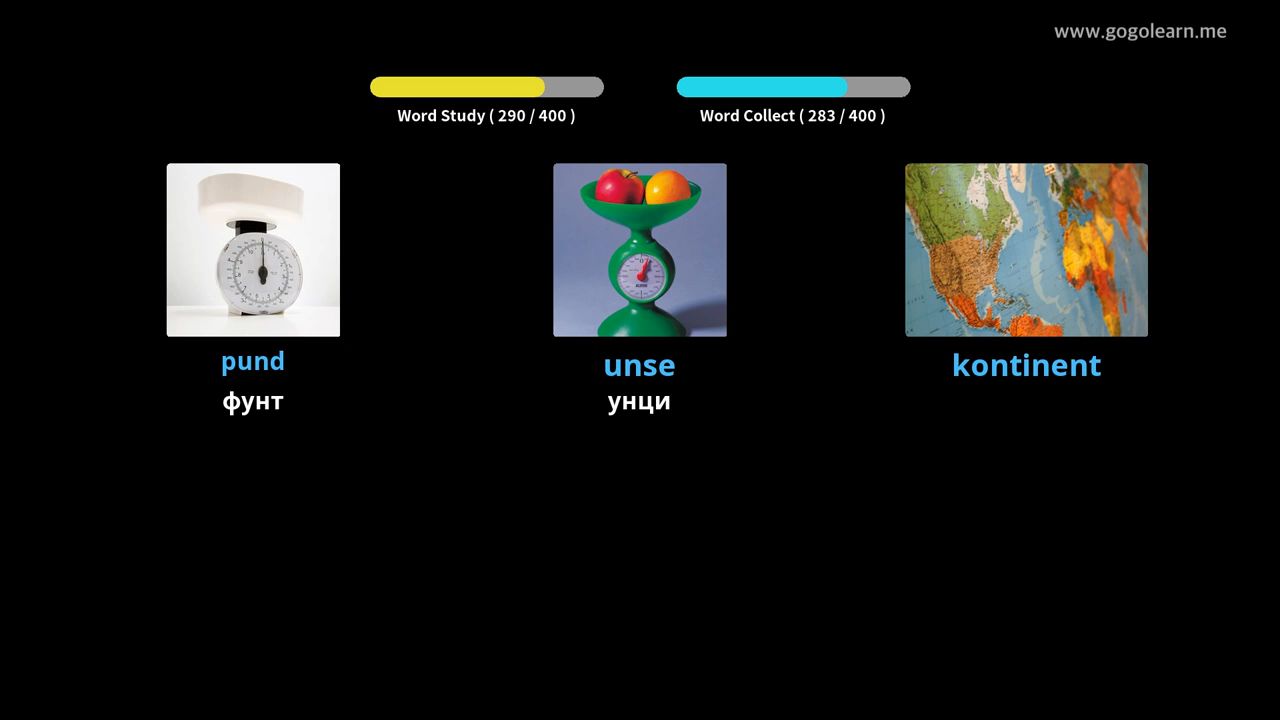 www.gogolearn.me
Word Study ( 290 / 400 )
Word Collect ( 283 / 400 )
pund
unse
kontinent
фунт
унци